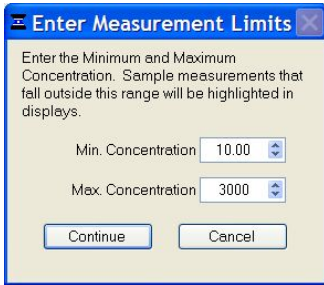 Enter Measurement Limits
Enter the Minimum and Maximum
Concentration. Sample measurements that
fall outside this range will be highlighted in
displays.
Min. Concentration 10.00
Max. Concentration 3000
Continue Cancel